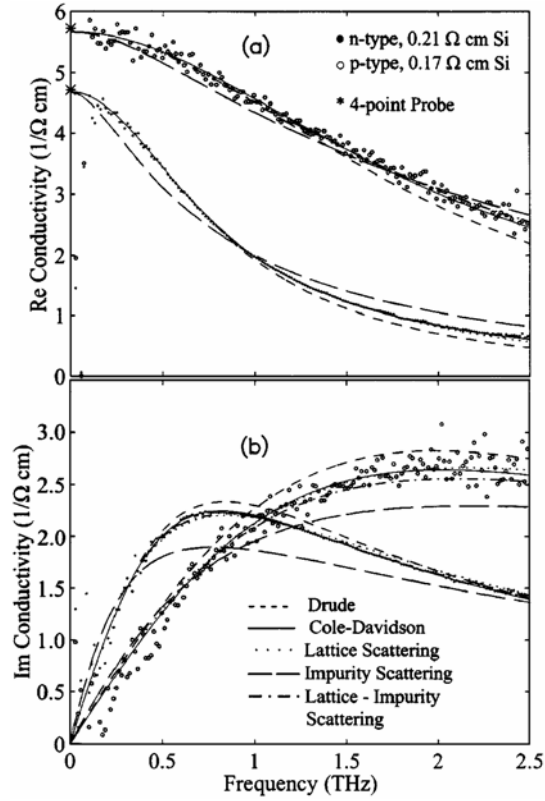 (a)
● n-type, 0.21 Ω cm Si
○ p-type, 0.17 Ω cm Si
* 4-point Probe
Re Conductivity (1/Ω cm)
6
5
4
3
2
1
0
(b)
Im Conductivity (1/Ω cm)
3.0
2.5
2.0
1.5
1.0
0.5
0
Drude
Cole-Davidson
Lattice Scattering
Impurity Scattering
Lattice - Impurity
Scattering
0 0.5 1 1.5 2 2.5
Frequency (THz)